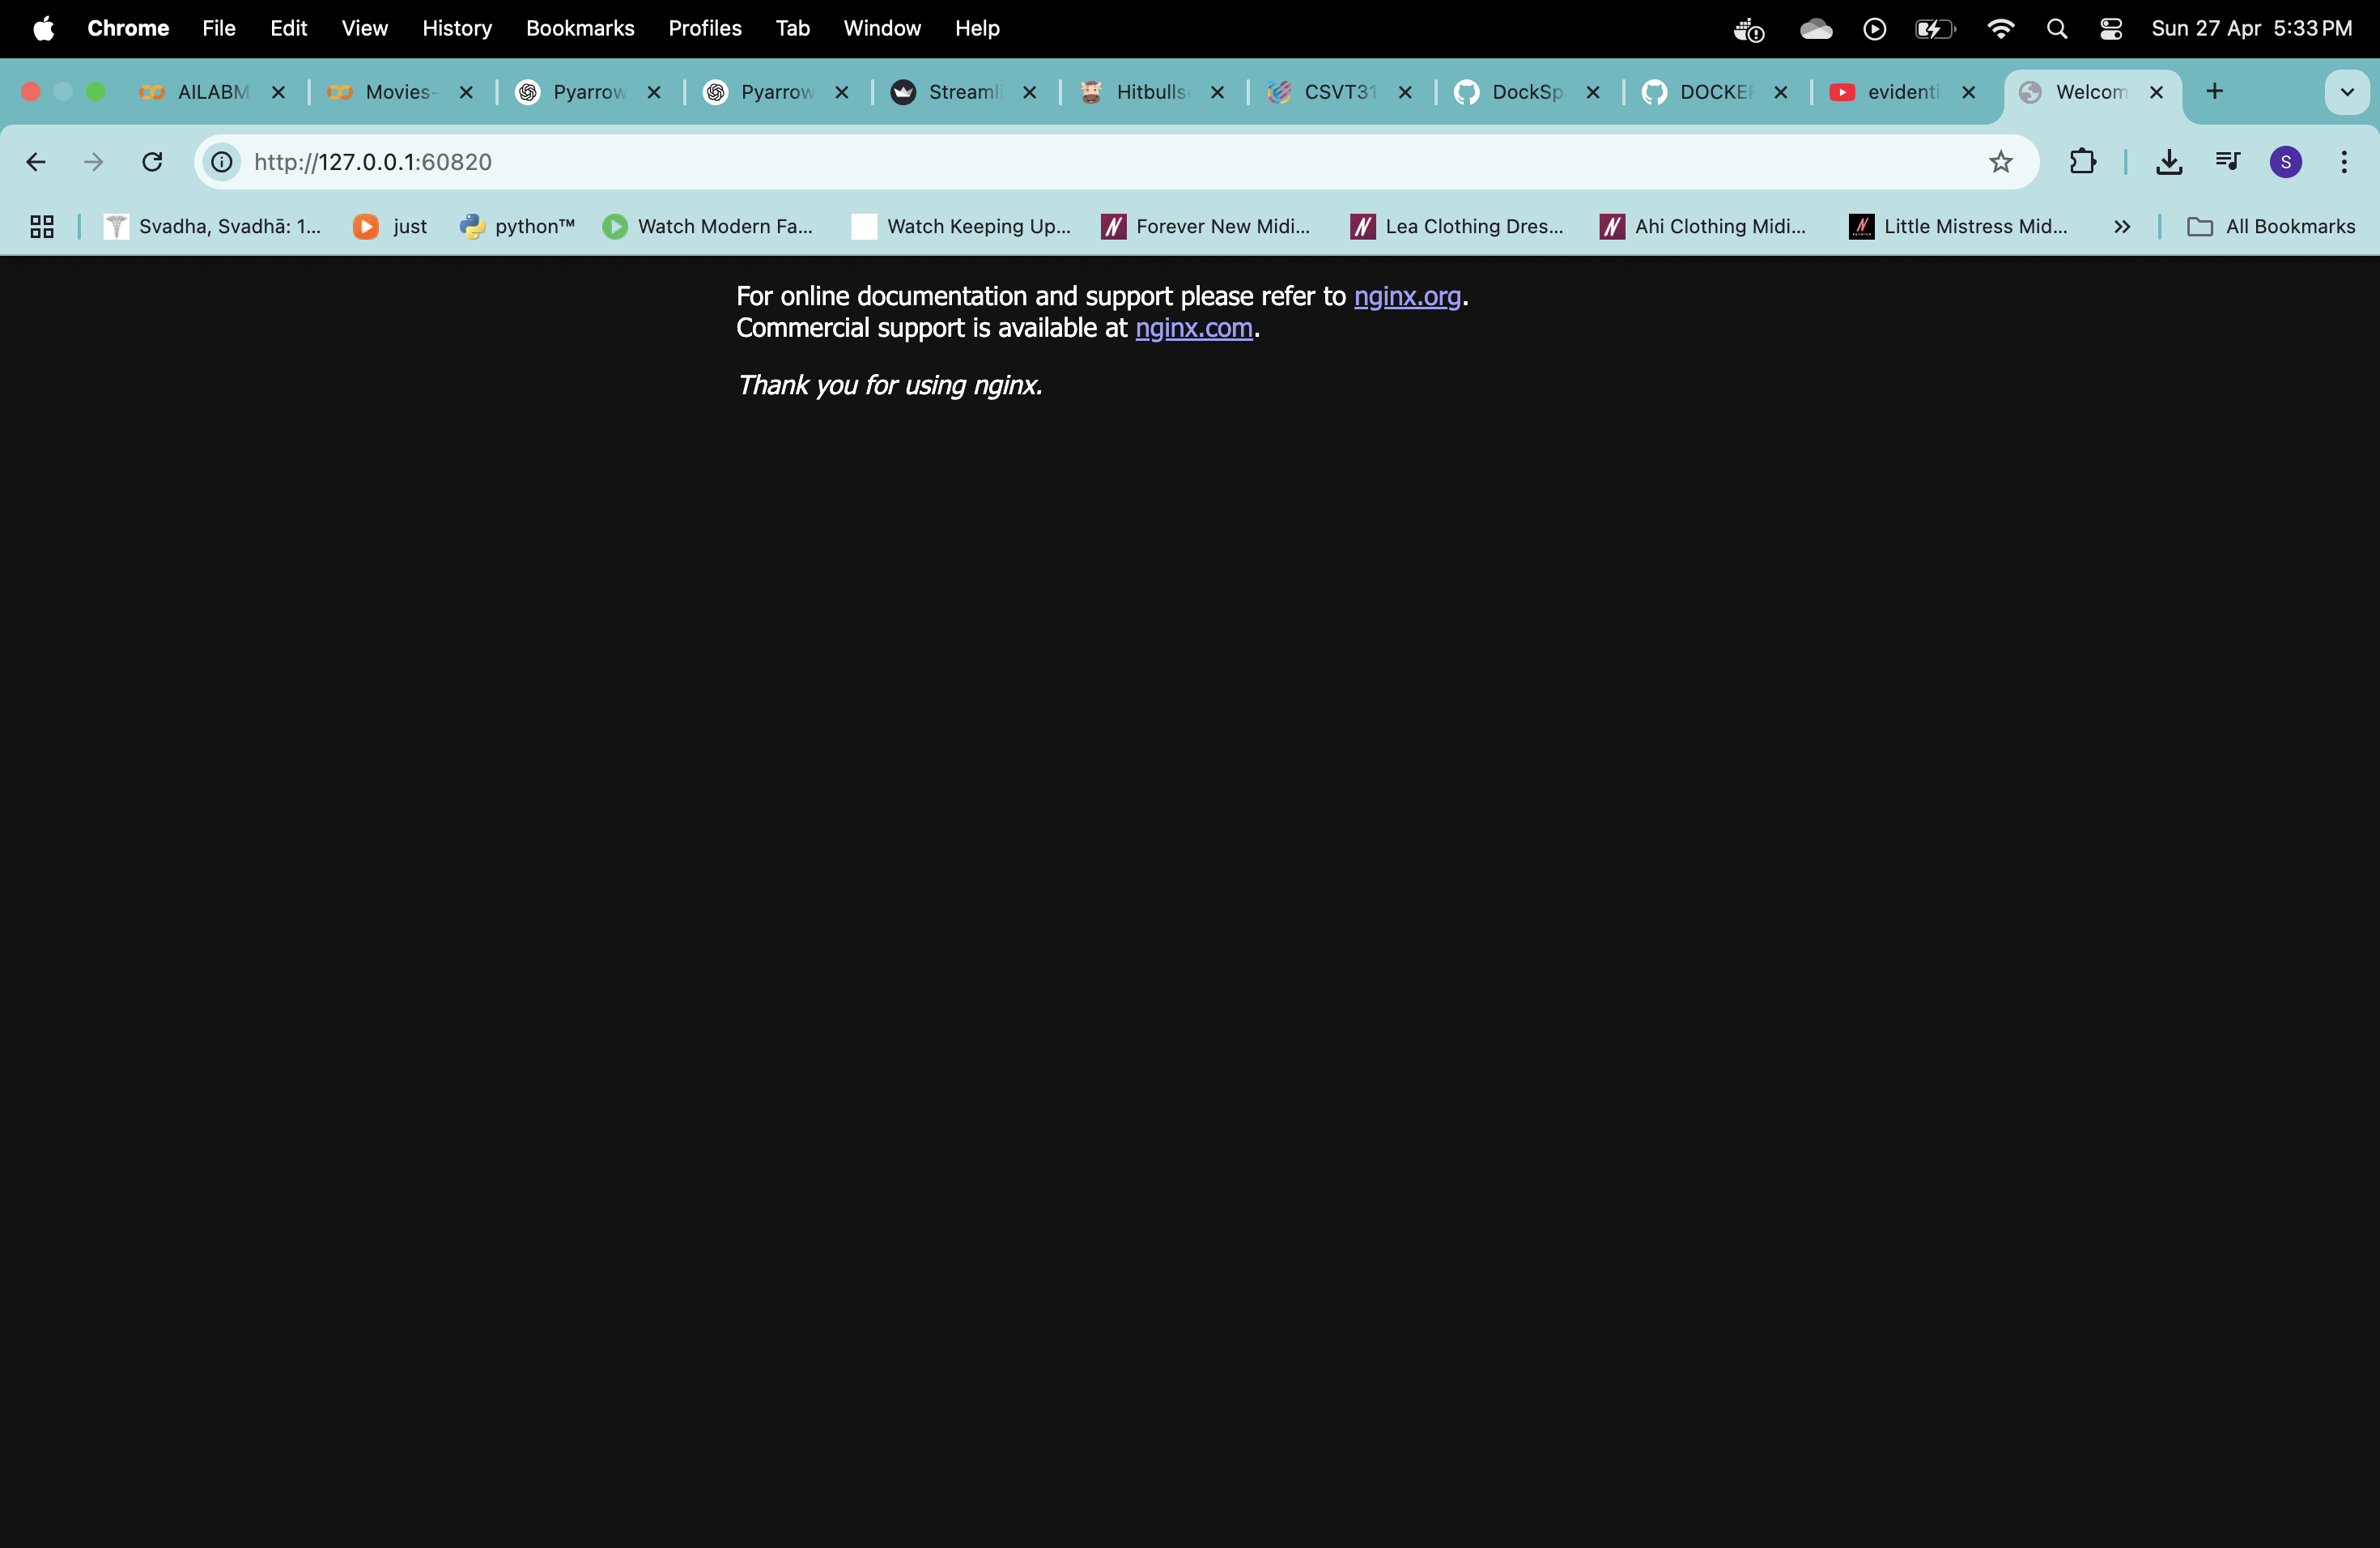 Chrome File Edit View History Bookmarks Profiles Tab Window Help Sun 27 Apr 5:33 PM
AILABM Movies- Pyarrow Pyarrow Streamli Hitbulls CSVT31 DockSp DOCKER evidenti Welcom
http://127.0.0.1:60820 S
Svadha, Svadhā: 1... just python™ Watch Modern Fa... Watch Keeping Up... Forever New Midi... Lea Clothing Dres... Ahi Clothing Midi... Little Mistress Mid... All Bookmarks
For online documentation and support please refer to nginx.org.
Commercial support is available at nginx.com.
Thank you for using nginx.